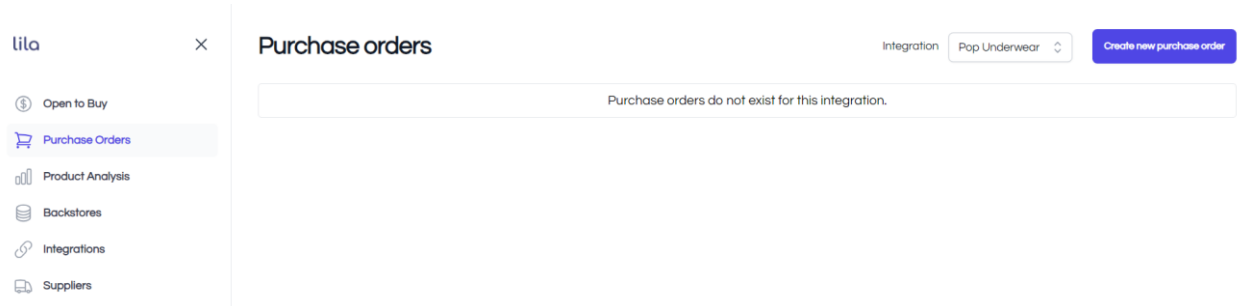 lila
Open to Buy
Purchase Orders
Product Analysis
Backstores
Integrations
Suppliers
Purchase orders
Integration
Pop Underwear
Create new purchase order
Purchase orders do not exist for this integration.